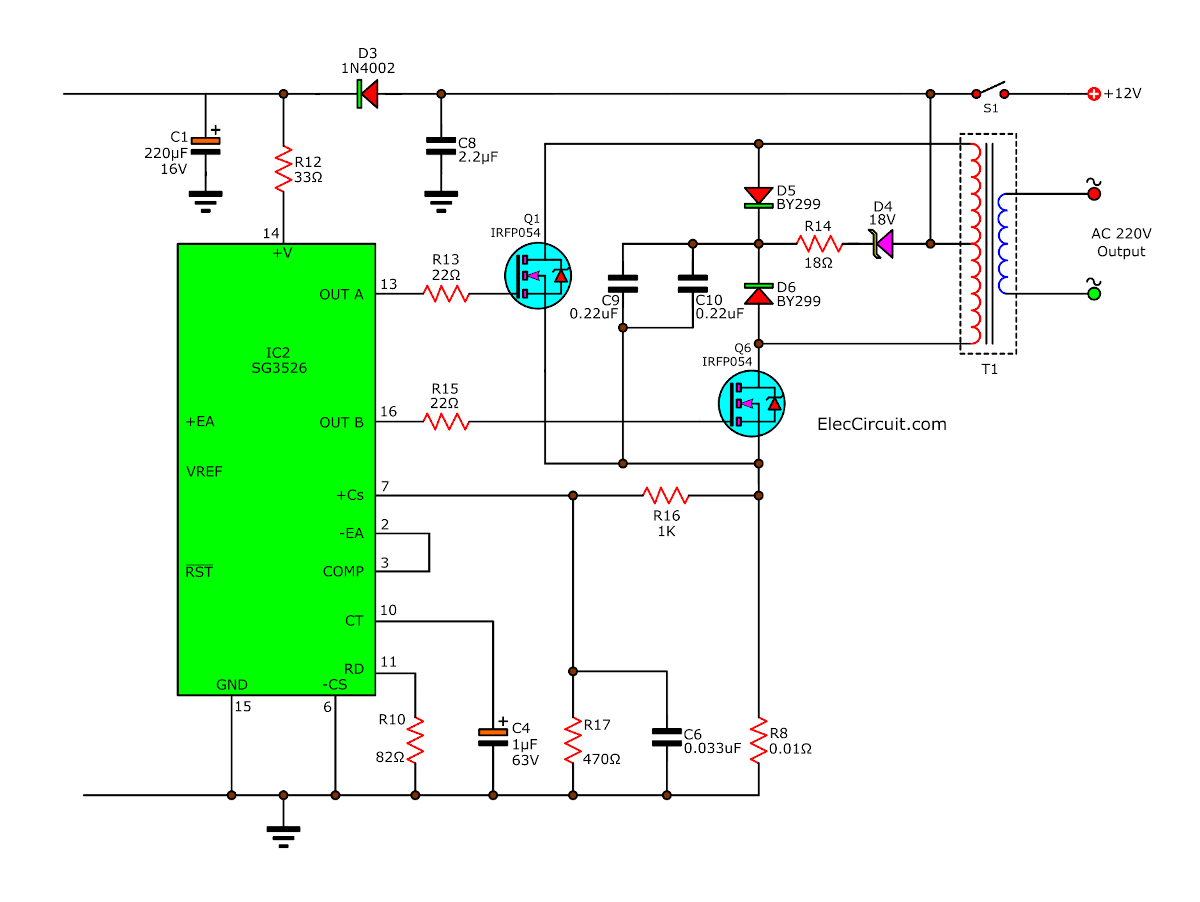 D3
1N4002
+12V
S1
C1
+
220µF
16V
R12
33Ω
C8
2.2µF
14
+V
Q1
IRFP054
D5
BY299
D4
18V
R14
18Ω
AC 220V
Output
~
~
OUT A
13
R13
22Ω
C9
0.22uF
C10
0.22uF
D6
BY299
IC2
SG3526
Q6
IRFP054
T1
R15
22Ω
+EA
OUT B
16
ElecCircuit.com
VREF
+Cs
7
R16
1K
-EA
2
RST
COMP
3
CT
10
RD
11
GND
-CS
15
6
R10
82Ω
+
C4
1µF
63V
R17
470Ω
C6
0.033uF
R8
0.01Ω